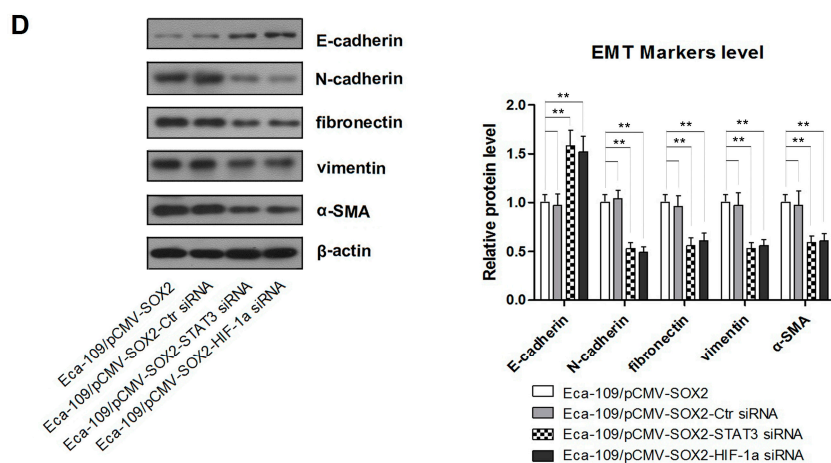 D
E-cadherin
N-cadherin
fibronectin
vimentin
α-SMA
β-actin
Eca-109/pCMV-SOX2
Eca-109/pCMV-SOX2-Ctr siRNA
Eca-109/pCMV-SOX2-STAT3 siRNA
Eca-109/pCMV-SOX2-HIF-1a siRNA
EMT Markers level
Relative protein level
2.0
1.5
1.0
0.5
0.0
** ** ** ** **
** ** ** ** **
E-cadherin
N-cadherin
fibronectin
vimentin
α-SMA
Eca-109/pCMV-SOX2
Eca-109/pCMV-SOX2-Ctr siRNA
Eca-109/pCMV-SOX2-STAT3 siRNA
Eca-109/pCMV-SOX2-HIF-1a siRNA